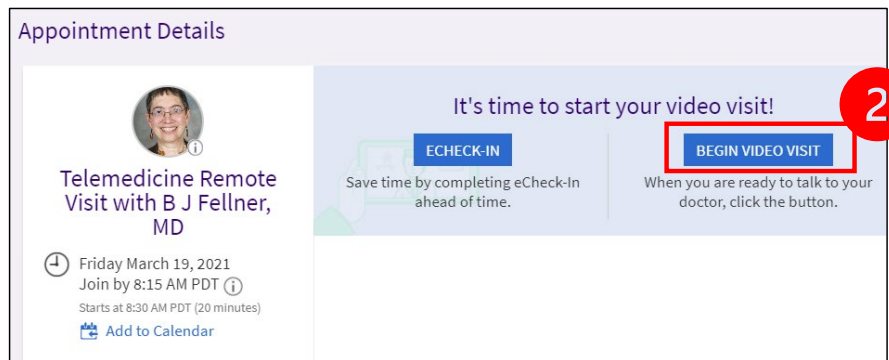 Appointment Details
It's time to start your video visit!
2
ECHECK-IN
BEGIN VIDEO VISIT
Save time by completing eCheck-In
ahead of time.
When you are ready to talk to your
doctor, click the button.
Telemedicine Remote
Visit with B J Fellner,
MD
Friday March 19, 2021
Join by 8:15 AM PDT
Starts at 8:30 AM PDT (20 minutes)
Add to Calendar